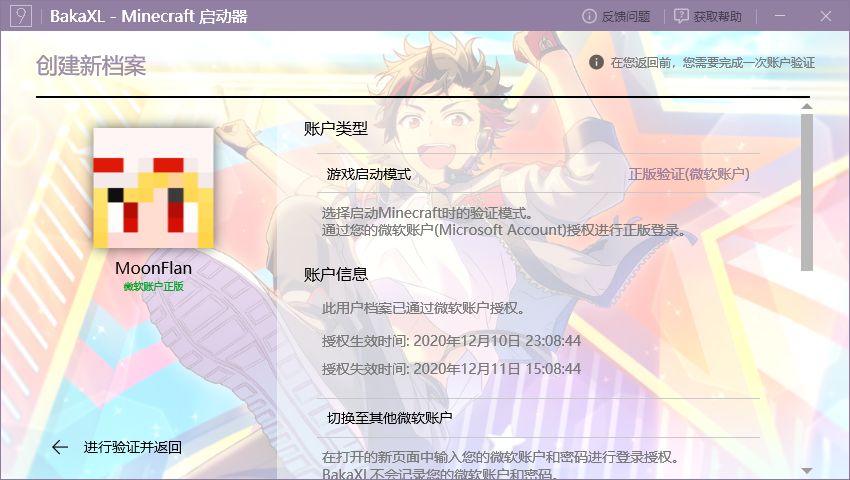 BakaXL - Minecraft 启动器
反馈问题
获取帮助
创建新档案
在您返回前，您需要完成一次账户验证
账户类型
游戏启动模式
正版验证(微软账户)
选择启动Minecraft时的验证模式。
通过您的微软账户(Microsoft Account)授权进行正版登录。
MoonFlan
微软账户正版
账户信息
此用户档案已通过微软账户授权。
授权生效时间: 2020年12月10日 23:08:44
授权失效时间: 2020年12月11日 15:08:44
切换至其他微软账户
进行验证并返回
在打开的新页面中输入您的微软账户和密码进行登录授权。
BakaXL不会记录您的微软账户和密码。